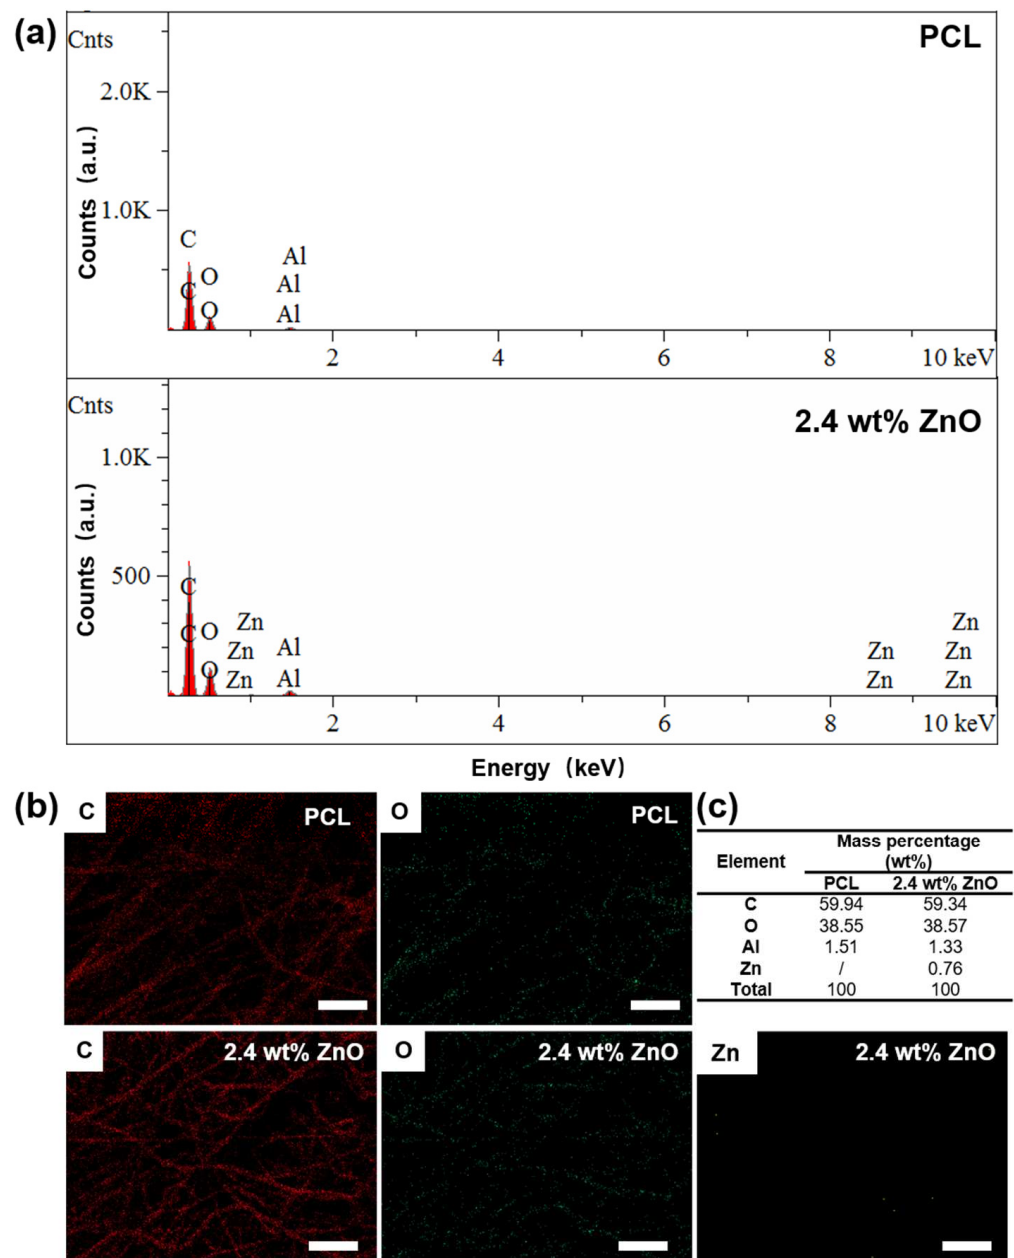 (a)
Cnts
PCL
2.0K
Counts (a.u.)
1.0K
C
Al
O
Al
C
O
Al
2
4
6
8
10 keV
Cnts
2.4 wt% ZnO
1.0K
Counts (a.u.)
500
C
Zn
Zn
C
O
Al
Zn
Zn
Zn
O
Zn
Al
Zn
Zn
2
4
6
8
10 keV
Energy (keV)
(b)
C
PCL
O
PCL
(c)
Element
Mass percentage
(wt%)
PCL 2.4 wt% ZnO
C 59.94 59.34
O 38.55 38.57
Al 1.51 1.33
Zn / 0.76
Total 100 100
C
2.4 wt% ZnO
O
2.4 wt% ZnO
Zn
2.4 wt% ZnO